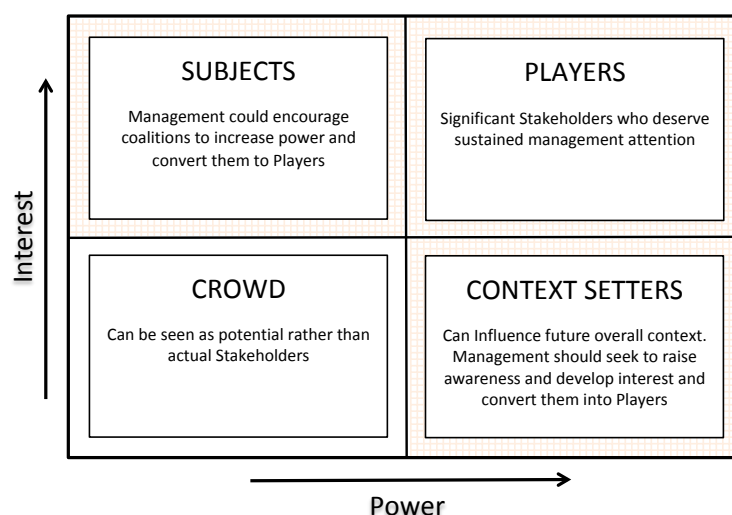 SUBJECTS
Management could encourage
coalitions to increase power and
convert them to Players
PLAYERS
Significant Stakeholders who deserve
sustained management attention
Interest
CROWD
Can be seen as potential rather than
actual Stakeholders
CONTEXT SETTERS
Can Influence future overall context.
Management should seek to raise
awareness and develop interest and
convert them into Players
Power